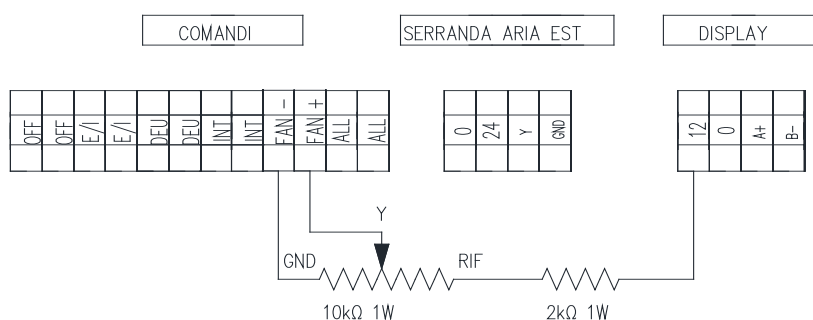 COMANDI SERRANDA ARIA EST DISPLAY
OFF OFF E/I E/I DEU DEU INT INT FAN - FAN + ALL ALL 0 24 Y GND 12 0 A+ B-
Y
GND RIF
10kΩ 1W 2kΩ 1W